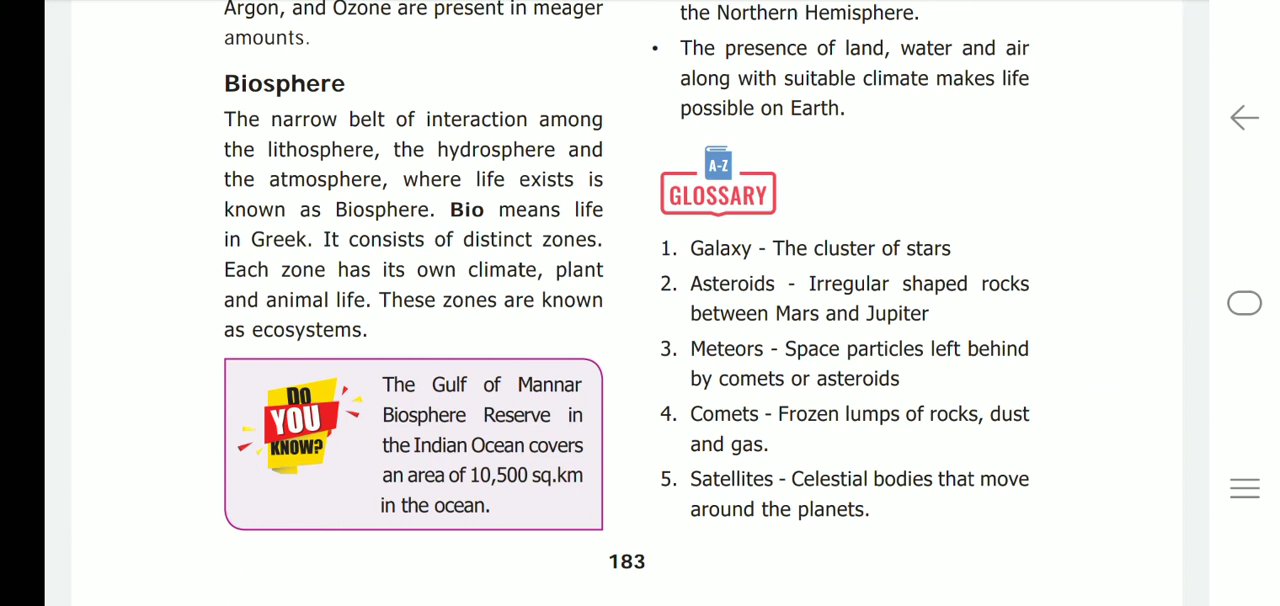 Argon, and Ozone are present in meager
amounts.
Biosphere
The narrow belt of interaction among
the lithosphere, the hydrosphere and
the atmosphere, where life exists is
known as Biosphere. Bio means life
in Greek. It consists of distinct zones.
Each zone has its own climate, plant
and animal life. These zones are known
as ecosystems.
DO
YOU
KNOW?
The Gulf of Mannar
Biosphere Reserve in
the Indian Ocean covers
an area of 10,500 sq.km
in the ocean.
the Northern Hemisphere.
• The presence of land, water and air
along with suitable climate makes life
possible on Earth.
A-Z
GLOSSARY
1. Galaxy - The cluster of stars
2. Asteroids - Irregular shaped rocks
between Mars and Jupiter
3. Meteors - Space particles left behind
by comets or asteroids
4. Comets - Frozen lumps of rocks, dust
and gas.
5. Satellites - Celestial bodies that move
around the planets.
183